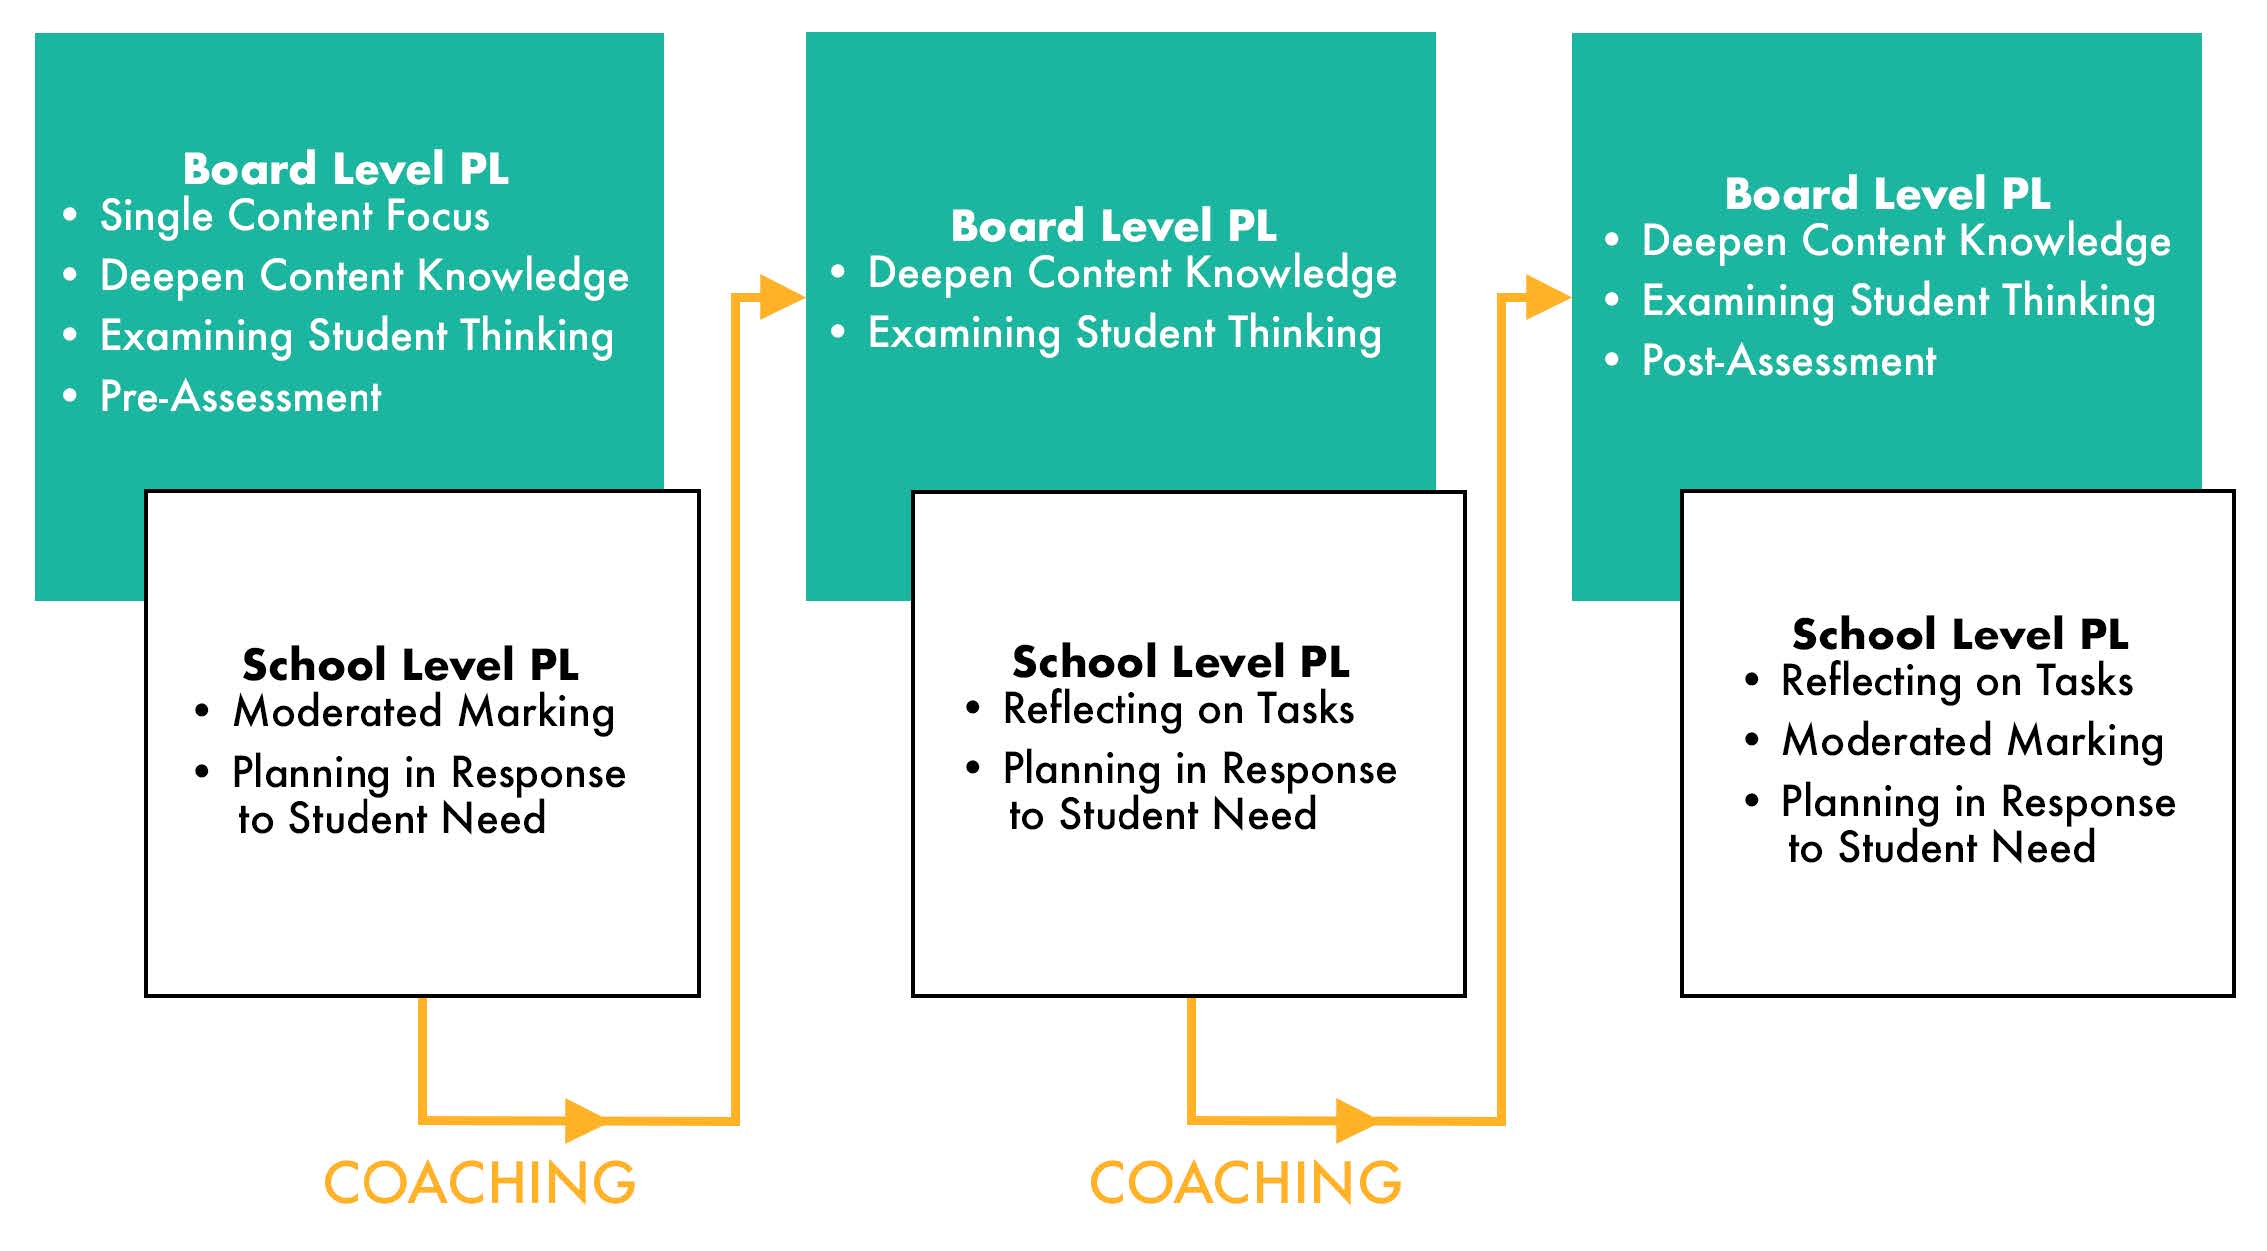 Board Level PL
• Single Content Focus
• Deepen Content Knowledge
• Examining Student Thinking
• Pre-Assessment
School Level PL
• Moderated Marking
• Planning in Response
to Student Need
COACHING
Board Level PL
• Deepen Content Knowledge
• Examining Student Thinking
School Level PL
• Reflecting on Tasks
• Planning in Response
to Student Need
COACHING
Board Level PL
• Deepen Content Knowledge
• Examining Student Thinking
• Post-Assessment
School Level PL
• Reflecting on Tasks
• Moderated Marking
• Planning in Response
to Student Need